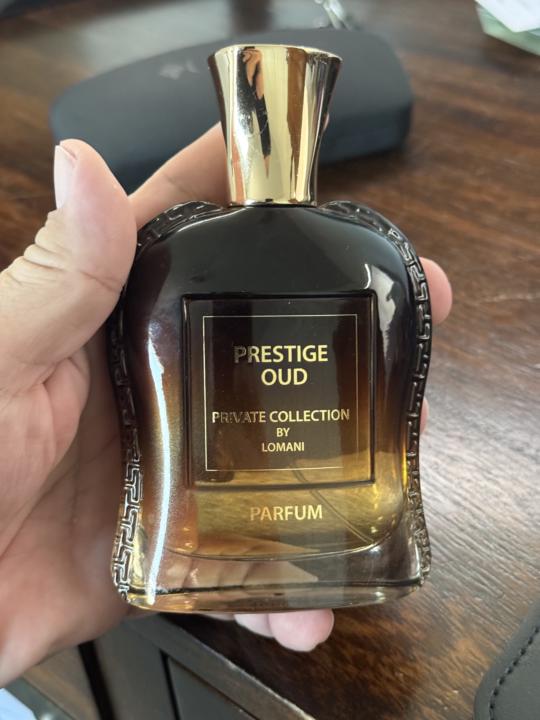 PRESTIGE
OUD
PRIVATE COLLECTION
BY
LOMANI
PARFUM